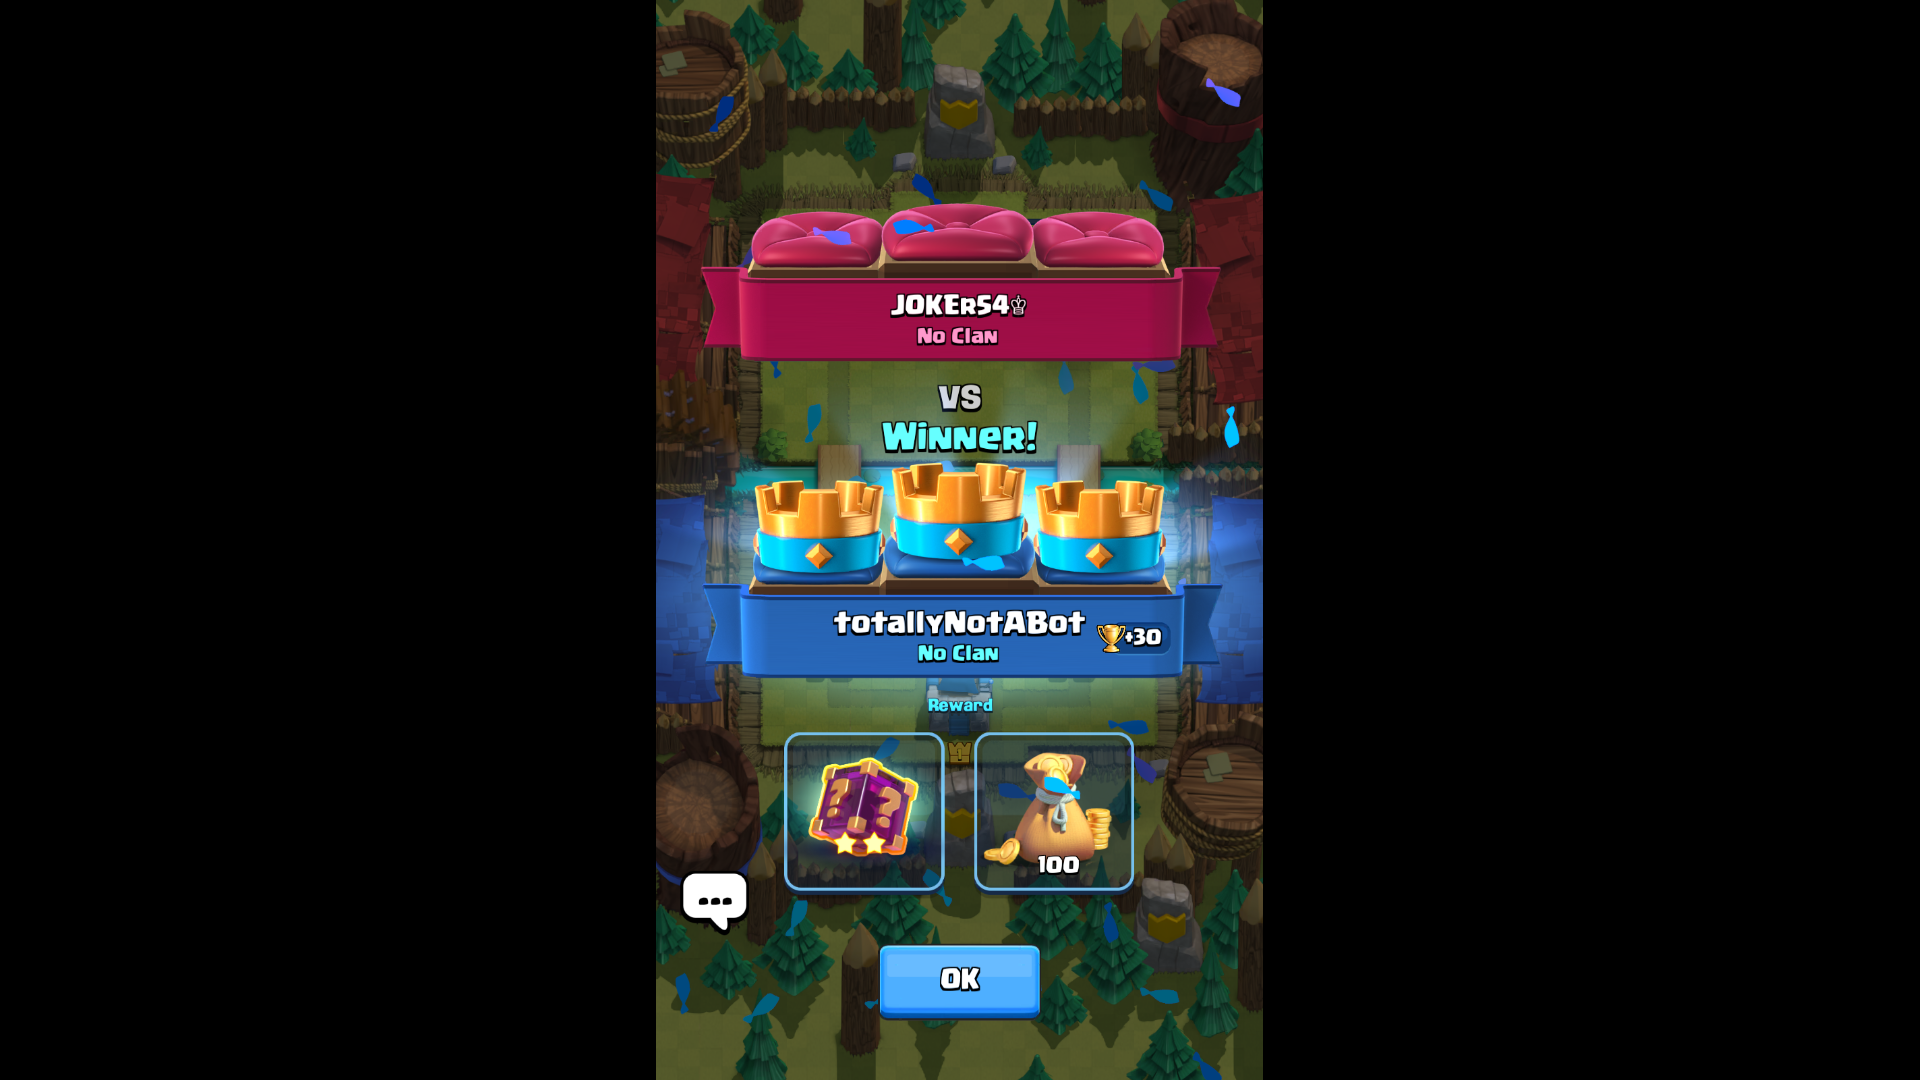 JOKEr54♔
No Clan
VS
Winner!
totallyNotABot
+30
No Clan
Reward
? ?
100
...
OK